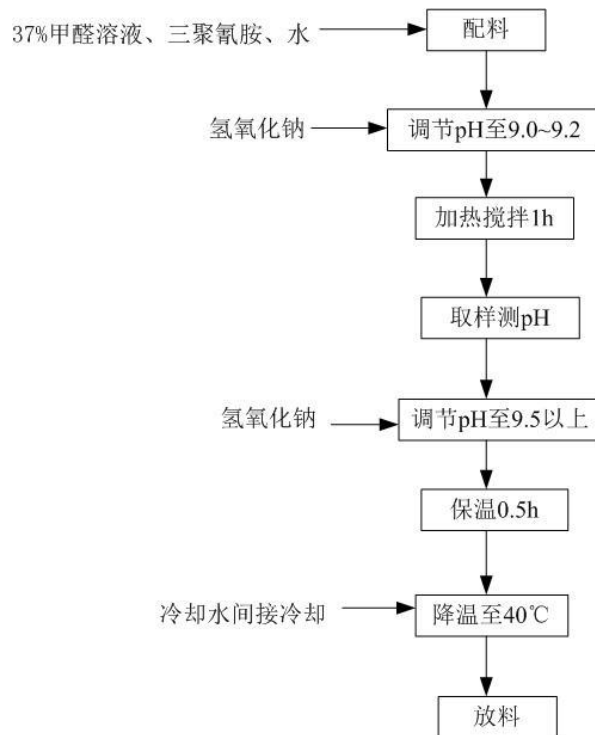 37%甲醛溶液、三聚氰胺、水
配料
氢氧化钠
调节pH至9.0~9.2
加热搅拌1h
取样测pH
氢氧化钠
调节pH至9.5以上
保温0.5h
冷却水间接冷却
降温至40℃
放料